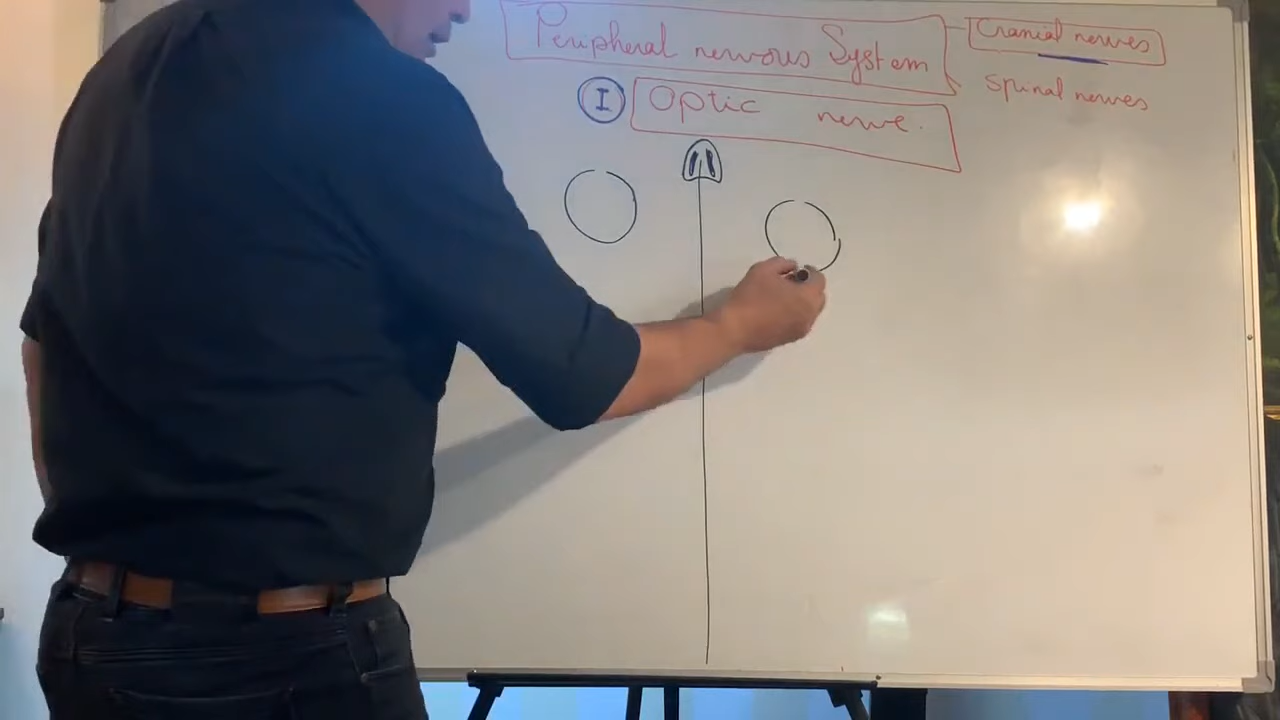 Peripheral nervous System
Cranial nerves
Spinal nerves
I Optic nerve.